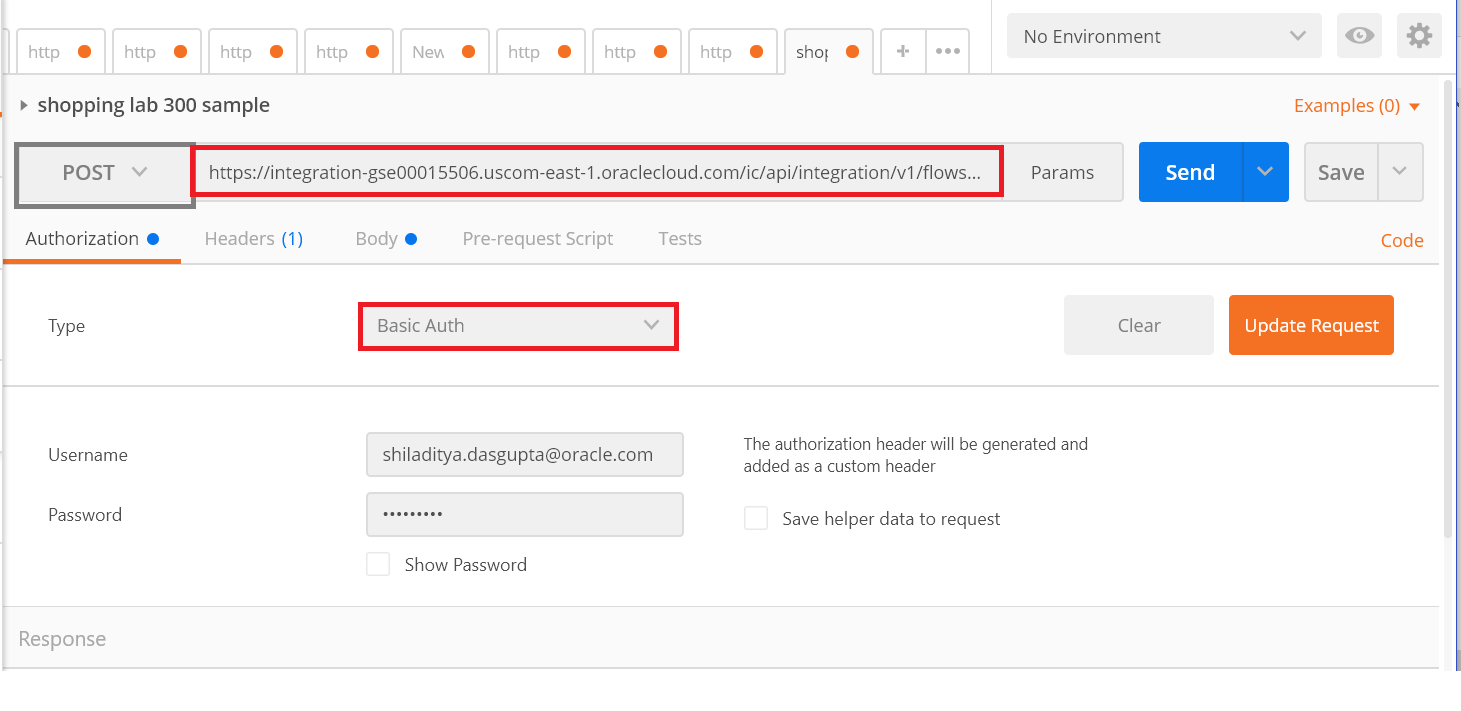 http http http http New http http http shop No Environment
shopping lab 300 sample Examples (0)
POST https://integration-gse00015506.uscom-east-1.oraclecloud.com/ic/api/integration/v1/flows... Params Send Save
Authorization Headers (1) Body Pre-request Script Tests Code
Type Basic Auth Clear Update Request
Username shiladitya.dasgupta@oracle.com The authorization header will be generated and
added as a custom header
Password ••••••••• Save helper data to request
Show Password
Response